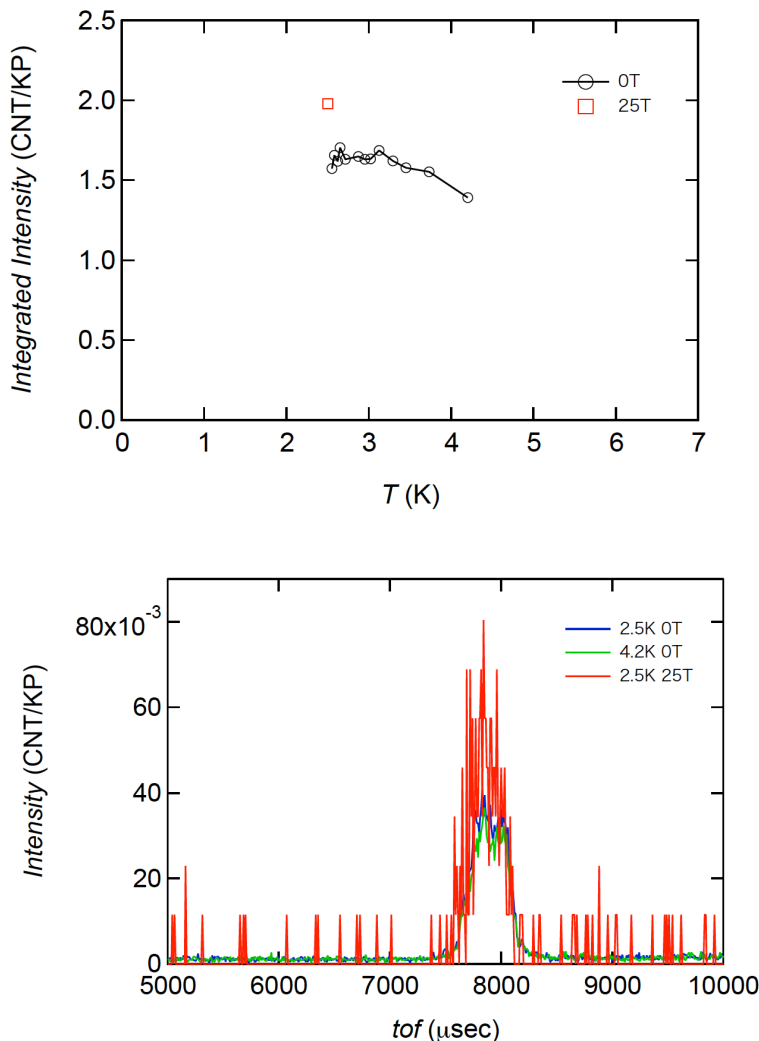 2.5
2.0
1.5
1.0
0.5
0.0
Integrated Intensity (CNT/KP)
0T
25T
0 1 2 3 4 5 6 7
T (K)
80x10⁻³
60
40
20
0
Intensity (CNT/KP)
2.5K 0T
4.2K 0T
2.5K 25T
5000 6000 7000 8000 9000 10000
tof (μsec)